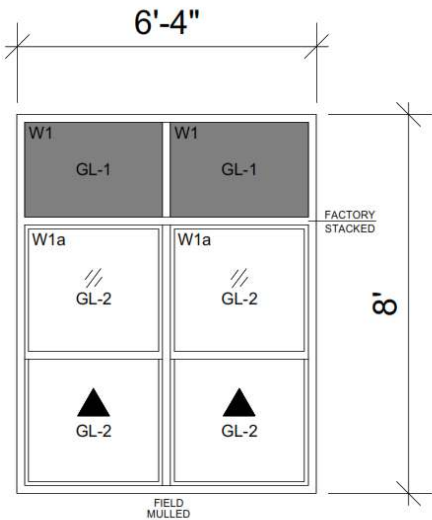 6'-4"
W1 W1
GL-1 GL-1
FACTORY
STACKED
W1a W1a
GL-2 GL-2
8'
GL-2 GL-2
FIELD
MULLED